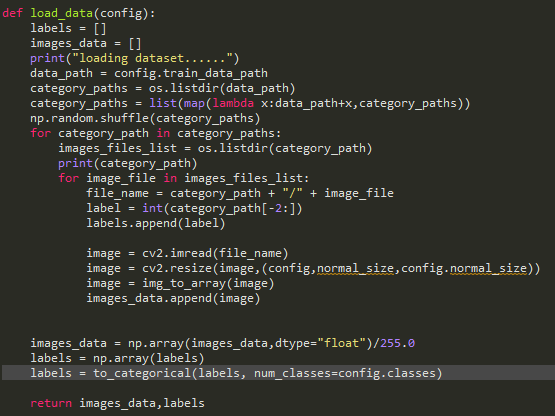 def load_data(config):
    labels = []
    images_data = []
    print("loading dataset......")
    data_path = config.train_data_path
    category_paths = os.listdir(data_path)
    category_paths = list(map(lambda x:data_path+x,category_paths))
    np.random.shuffle(category_paths)
    for category_path in category_paths:
        images_files_list = os.listdir(category_path)
        print(category_path)
        for image_file in images_files_list:
            file_name = category_path + "/" + image_file
            label = int(category_path[-2:])
            labels.append(label)
            image = cv2.imread(file_name)
            image = cv2.resize(image,(config,normal_size,config.normal_size))
            image = img_to_array(image)
            images_data.append(image)
    images_data = np.array(images_data,dtype="float")/255.0
    labels = np.array(labels)
    labels = to_categorical(labels, num_classes=config.classes)
    return images_data,labels